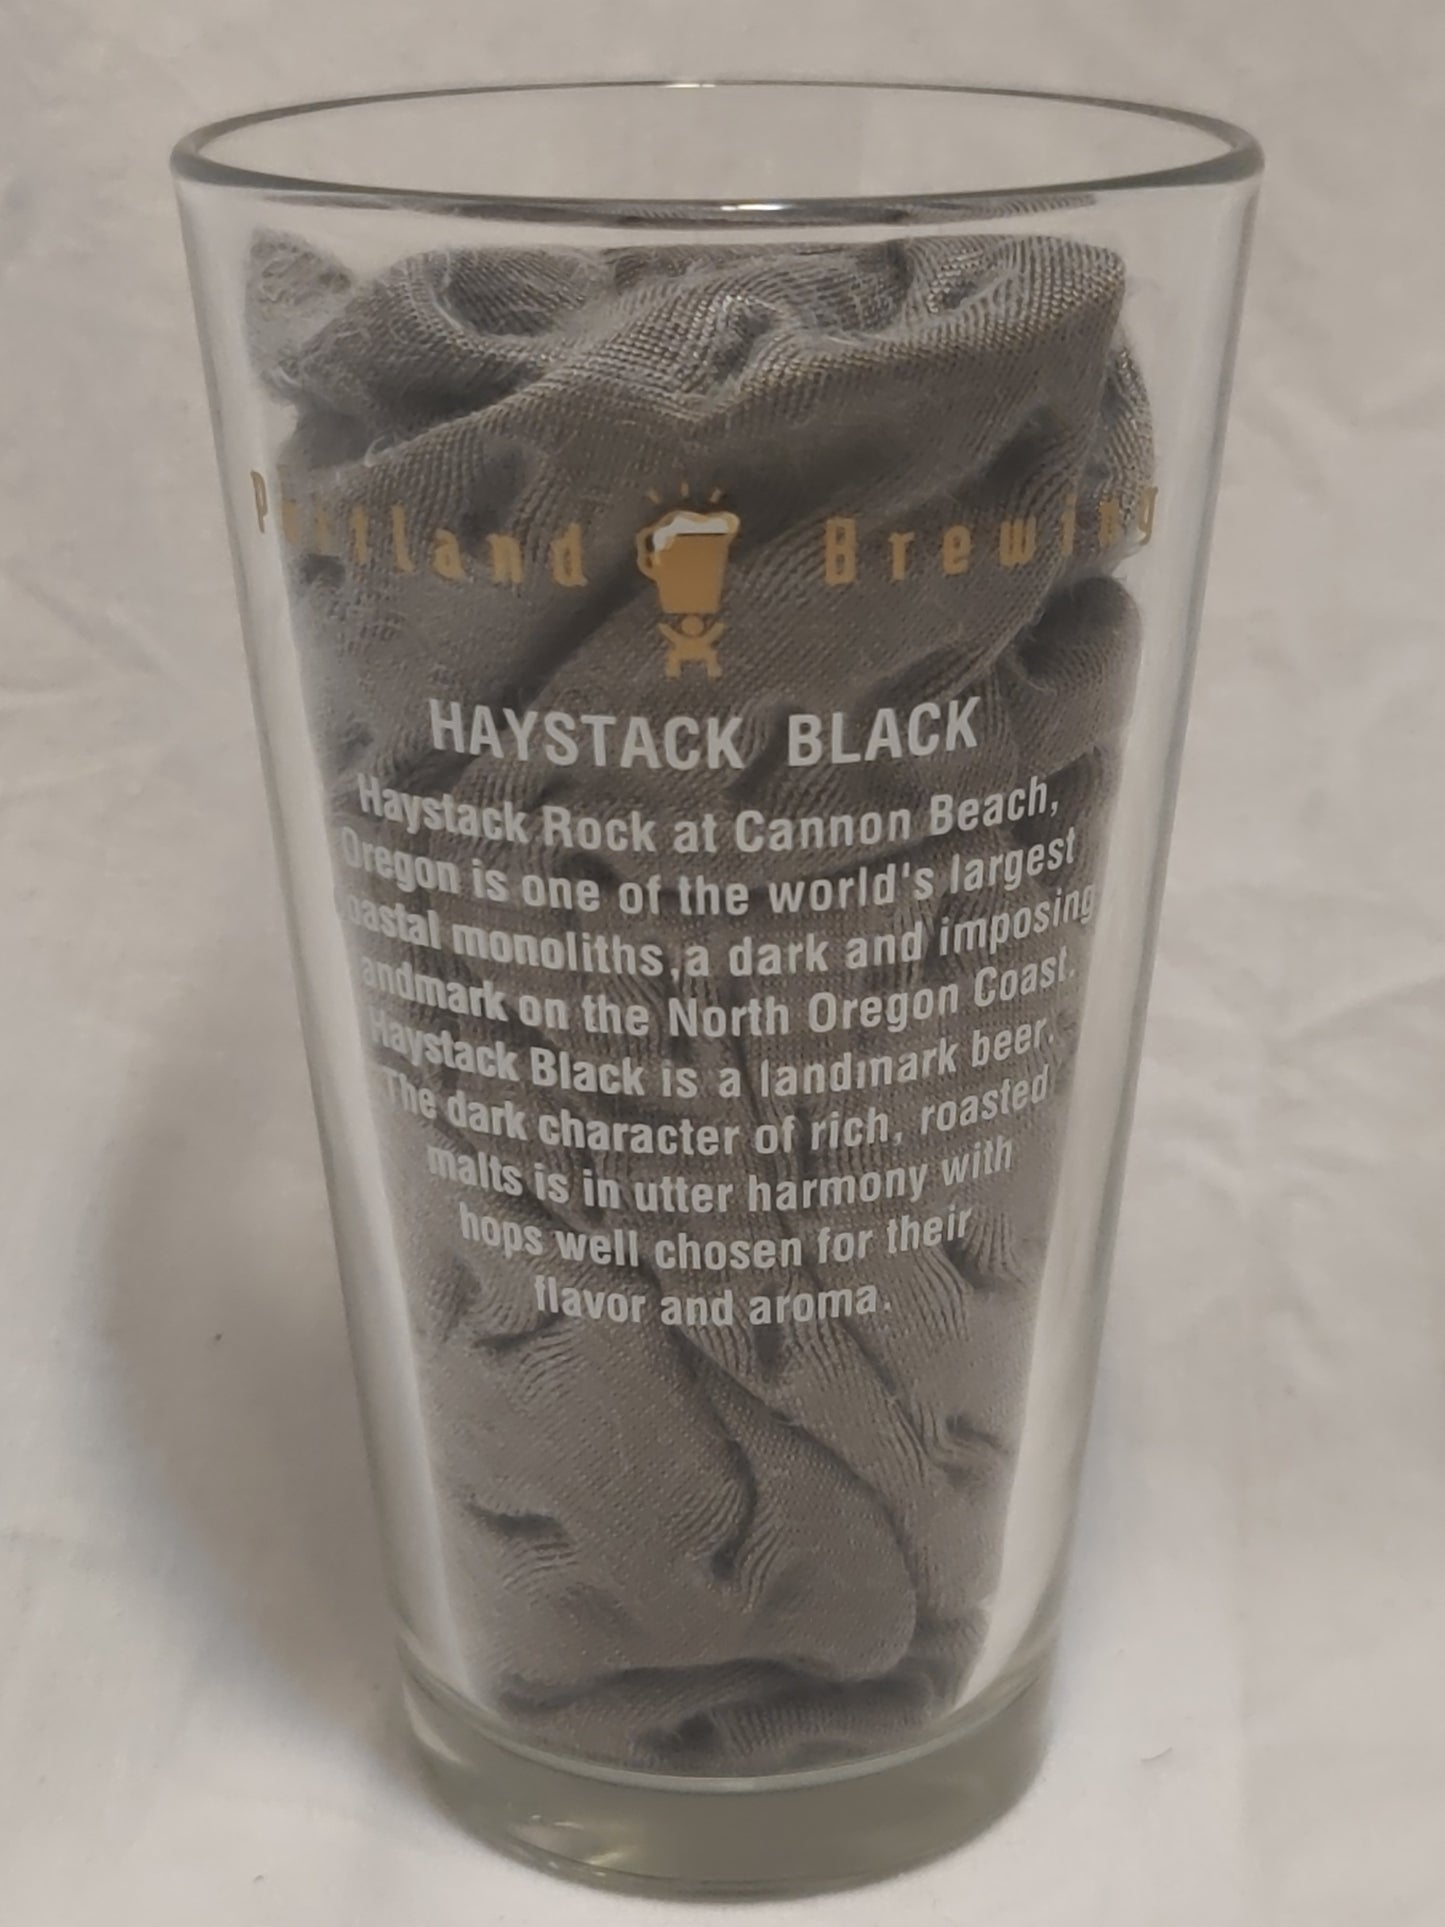 Portland Brewing
HAYSTACK BLACK
Haystack Rock at Cannon Beach,
Oregon is one of the world's largest
coastal monoliths,a dark and imposing
landmark on the North Oregon Coast.
Haystack Black is a landmark beer.
The dark character of rich, roasted
malts is in utter harmony with
hops well chosen for their
flavor and aroma.